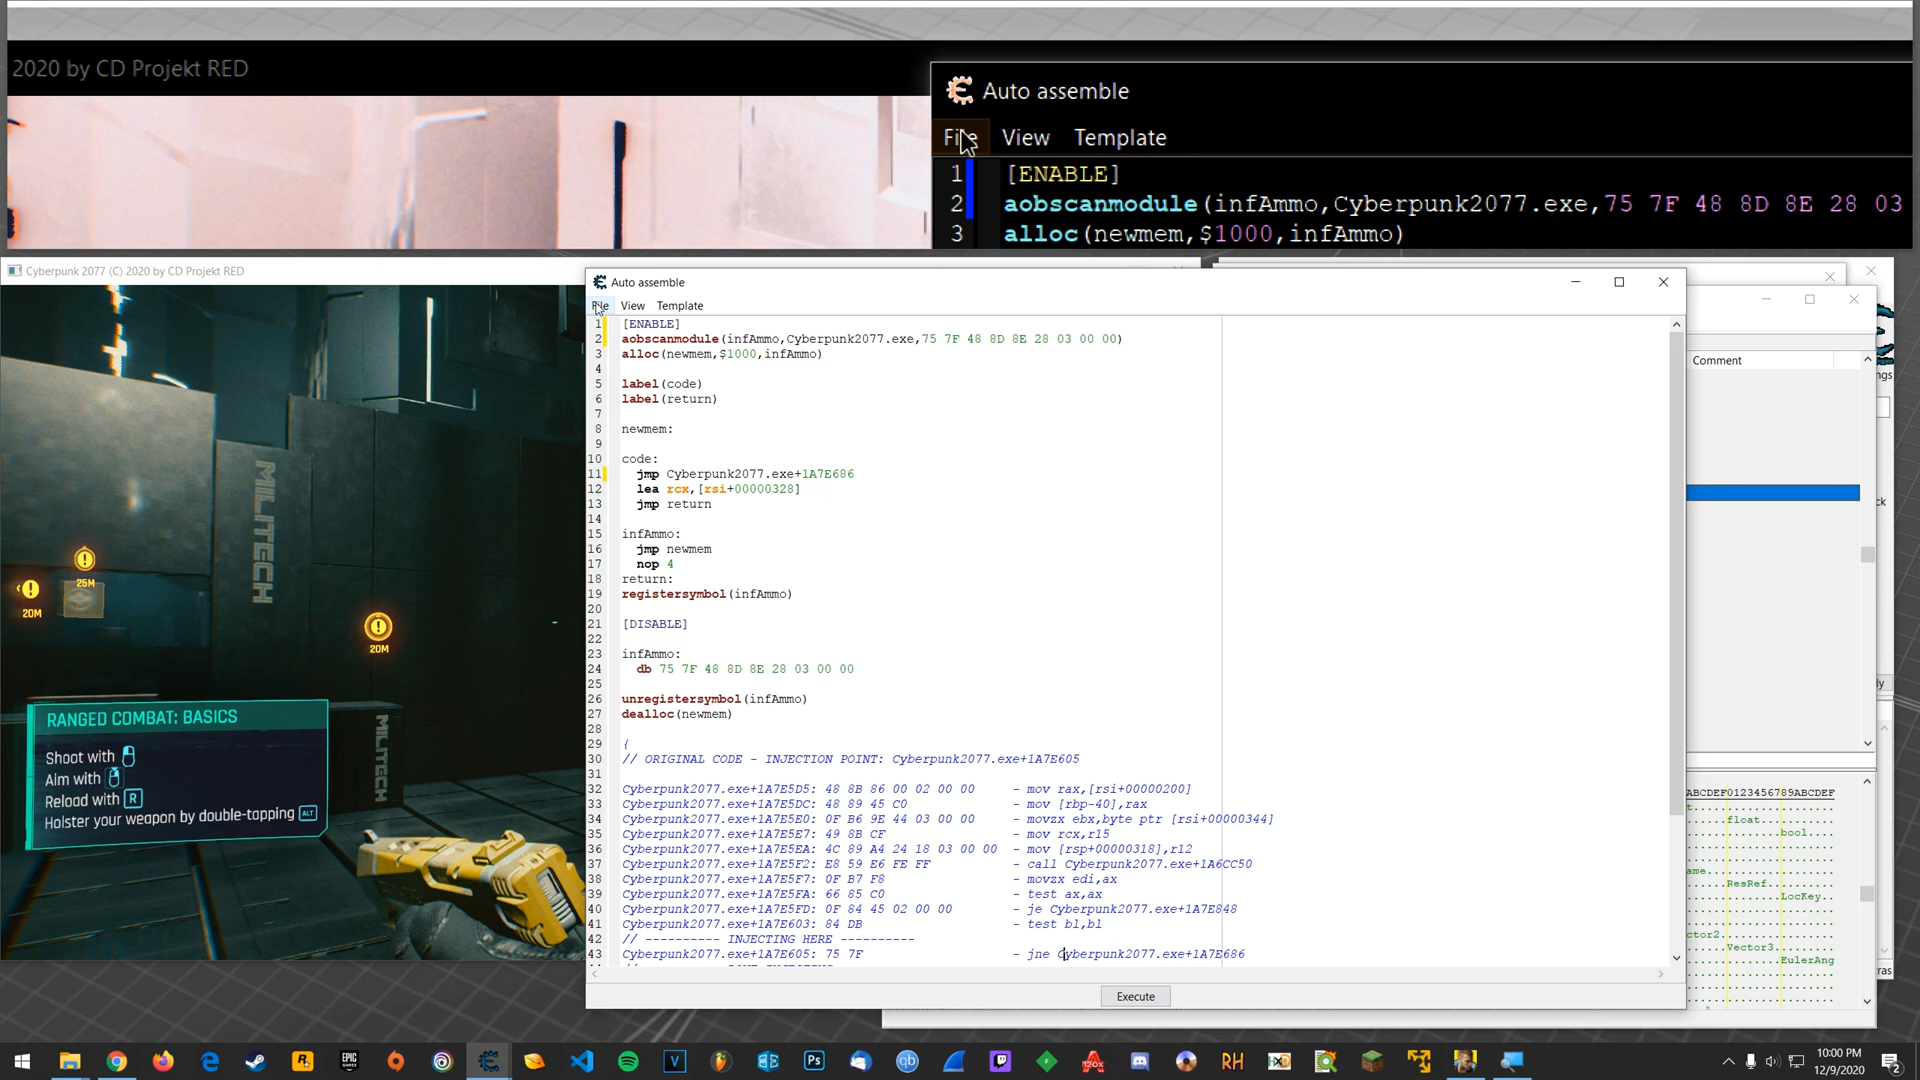 2020 by CD Projekt RED
Auto assemble
File View Template
1 [ENABLE]
2 aobscanmodule(infAmmo,Cyberpunk2077.exe,75 7F 48 8D 8E 28 03
3 alloc(newmem,$1000,infAmmo)
Cyberpunk 2077 (C) 2020 by CD Projekt RED
Auto assemble
File View Template
1 [ENABLE]
2 aobscanmodule(infAmmo,Cyberpunk2077.exe,75 7F 48 8D 8E 28 03 00 00)
3 alloc(newmem,$1000,infAmmo)
4
5 label(code)
6 label(return)
7
8 newmem:
9
10 code:
11 jmp Cyberpunk2077.exe+1A7E686
12 lea rcx,[rsi+00000328]
13 jmp return
14
15 infAmmo:
16 jmp newmem
17 nop 4
18 return:
19 registersymbol(infAmmo)
20
21 [DISABLE]
22
23 infAmmo:
24 db 75 7F 48 8D 8E 28 03 00 00
25
26 unregistersymbol(infAmmo)
27 dealloc(newmem)
28
29 {
30 // ORIGINAL CODE - INJECTION POINT: Cyberpunk2077.exe+1A7E605
31
32 Cyberpunk2077.exe+1A7E5D5: 48 8B 86 00 02 00 00 - mov rax,[rsi+00000200]
33 Cyberpunk2077.exe+1A7E5DC: 48 89 45 C0 - mov [rbp-40],rax
34 Cyberpunk2077.exe+1A7E5E0: 0F B6 9E 44 03 00 00 - movzx ebx,byte ptr [rsi+00000344]
35 Cyberpunk2077.exe+1A7E5E7: 49 8B CF - mov rcx,r15
36 Cyberpunk2077.exe+1A7E5EA: 4C 89 A4 24 18 03 00 00 - mov [rsp+00000318],r12
37 Cyberpunk2077.exe+1A7E5F2: E8 59 E6 FE FF - call Cyberpunk2077.exe+1A6CC50
38 Cyberpunk2077.exe+1A7E5F7: 0F B7 F8 - movzx edi,ax
39 Cyberpunk2077.exe+1A7E5FA: 66 85 C0 - test ax,ax
40 Cyberpunk2077.exe+1A7E5FD: 0F 84 45 02 00 00 - je Cyberpunk2077.exe+1A7E848
41 Cyberpunk2077.exe+1A7E603: 84 DB - test bl,bl
42 // ---------- INJECTING HERE ----------
43 Cyberpunk2077.exe+1A7E605: 75 7F - jne Cyberpunk2077.exe+1A7E686
Execute
MILITECH
MILITECH
25M
20M
20M
RANGED COMBAT: BASICS
Shoot with
Aim with
Reload with R
Holster your weapon by double-tapping ALT
Comment
ngs
ck
ly
ABCDEF0123456789ABCDEF
float
bool
ame
ResRef
LocKey
ctor2
Vector3
EulerAng
ras
10:00 PM
12/9/2020
2